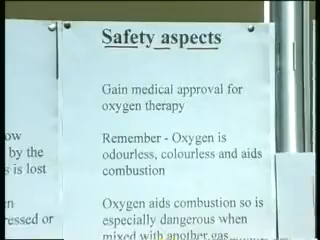 Safety aspects
Gain medical approval for
oxygen therapy
Remember - Oxygen is
odourless, colourless and aids
combustion
Oxygen aids combustion so is
especially dangerous when
mixed with another gas
ow
by the
s is lost
en
ressed or